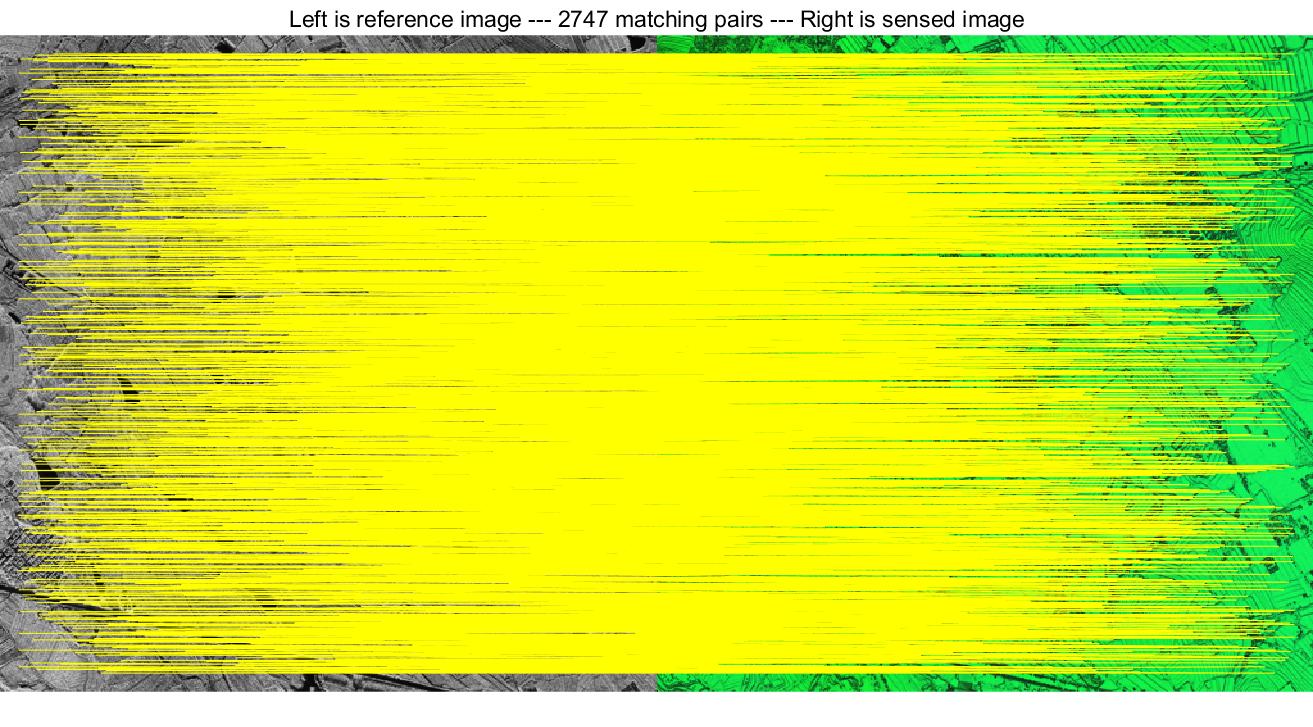 Left is reference image --- 2747 matching pairs --- Right is sensed image